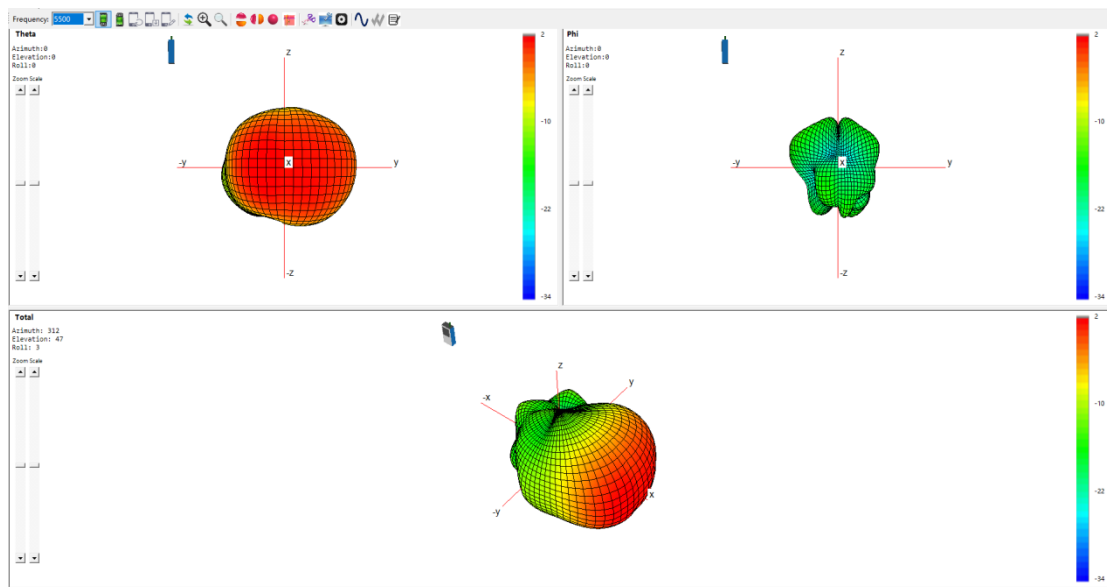 Frequency: 5500
Theta
Azimuth:0
Elevation:0
Roll:0
Zoom Scale
z
-y
x
y
-z
2
-10
-22
-34
Phi
Azimuth:0
Elevation:0
Roll:0
Zoom Scale
z
-y
x
y
-z
2
-10
-22
-34
Total
Azimuth: 312
Elevation: 47
Roll: 3
Zoom Scale
z
y
-x
x
-y
2
-10
-22
-34